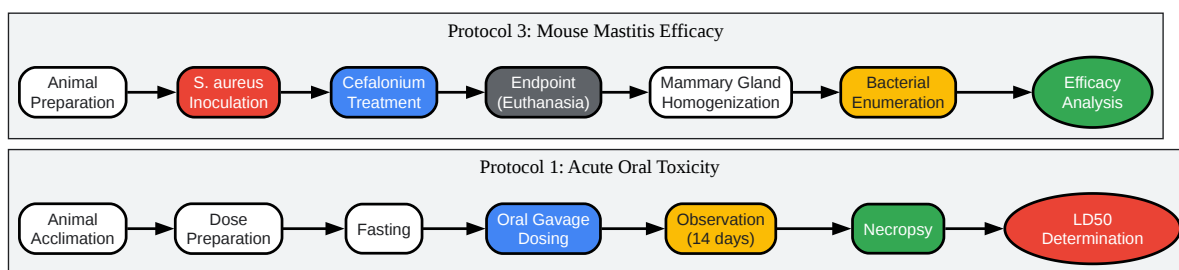 Protocol 3: Mouse Mastitis Efficacy
Animal
Preparation
S. aureus
Inoculation
Cefalonium
Treatment
Endpoint
(Euthanasia)
Mammary Gland
Homogenization
Bacterial
Enumeration
Efficacy
Analysis
Protocol 1: Acute Oral Toxicity
Animal
Acclimation
Dose
Preparation
Fasting
Oral Gavage
Dosing
Observation
(14 days)
Necropsy
LD50
Determination